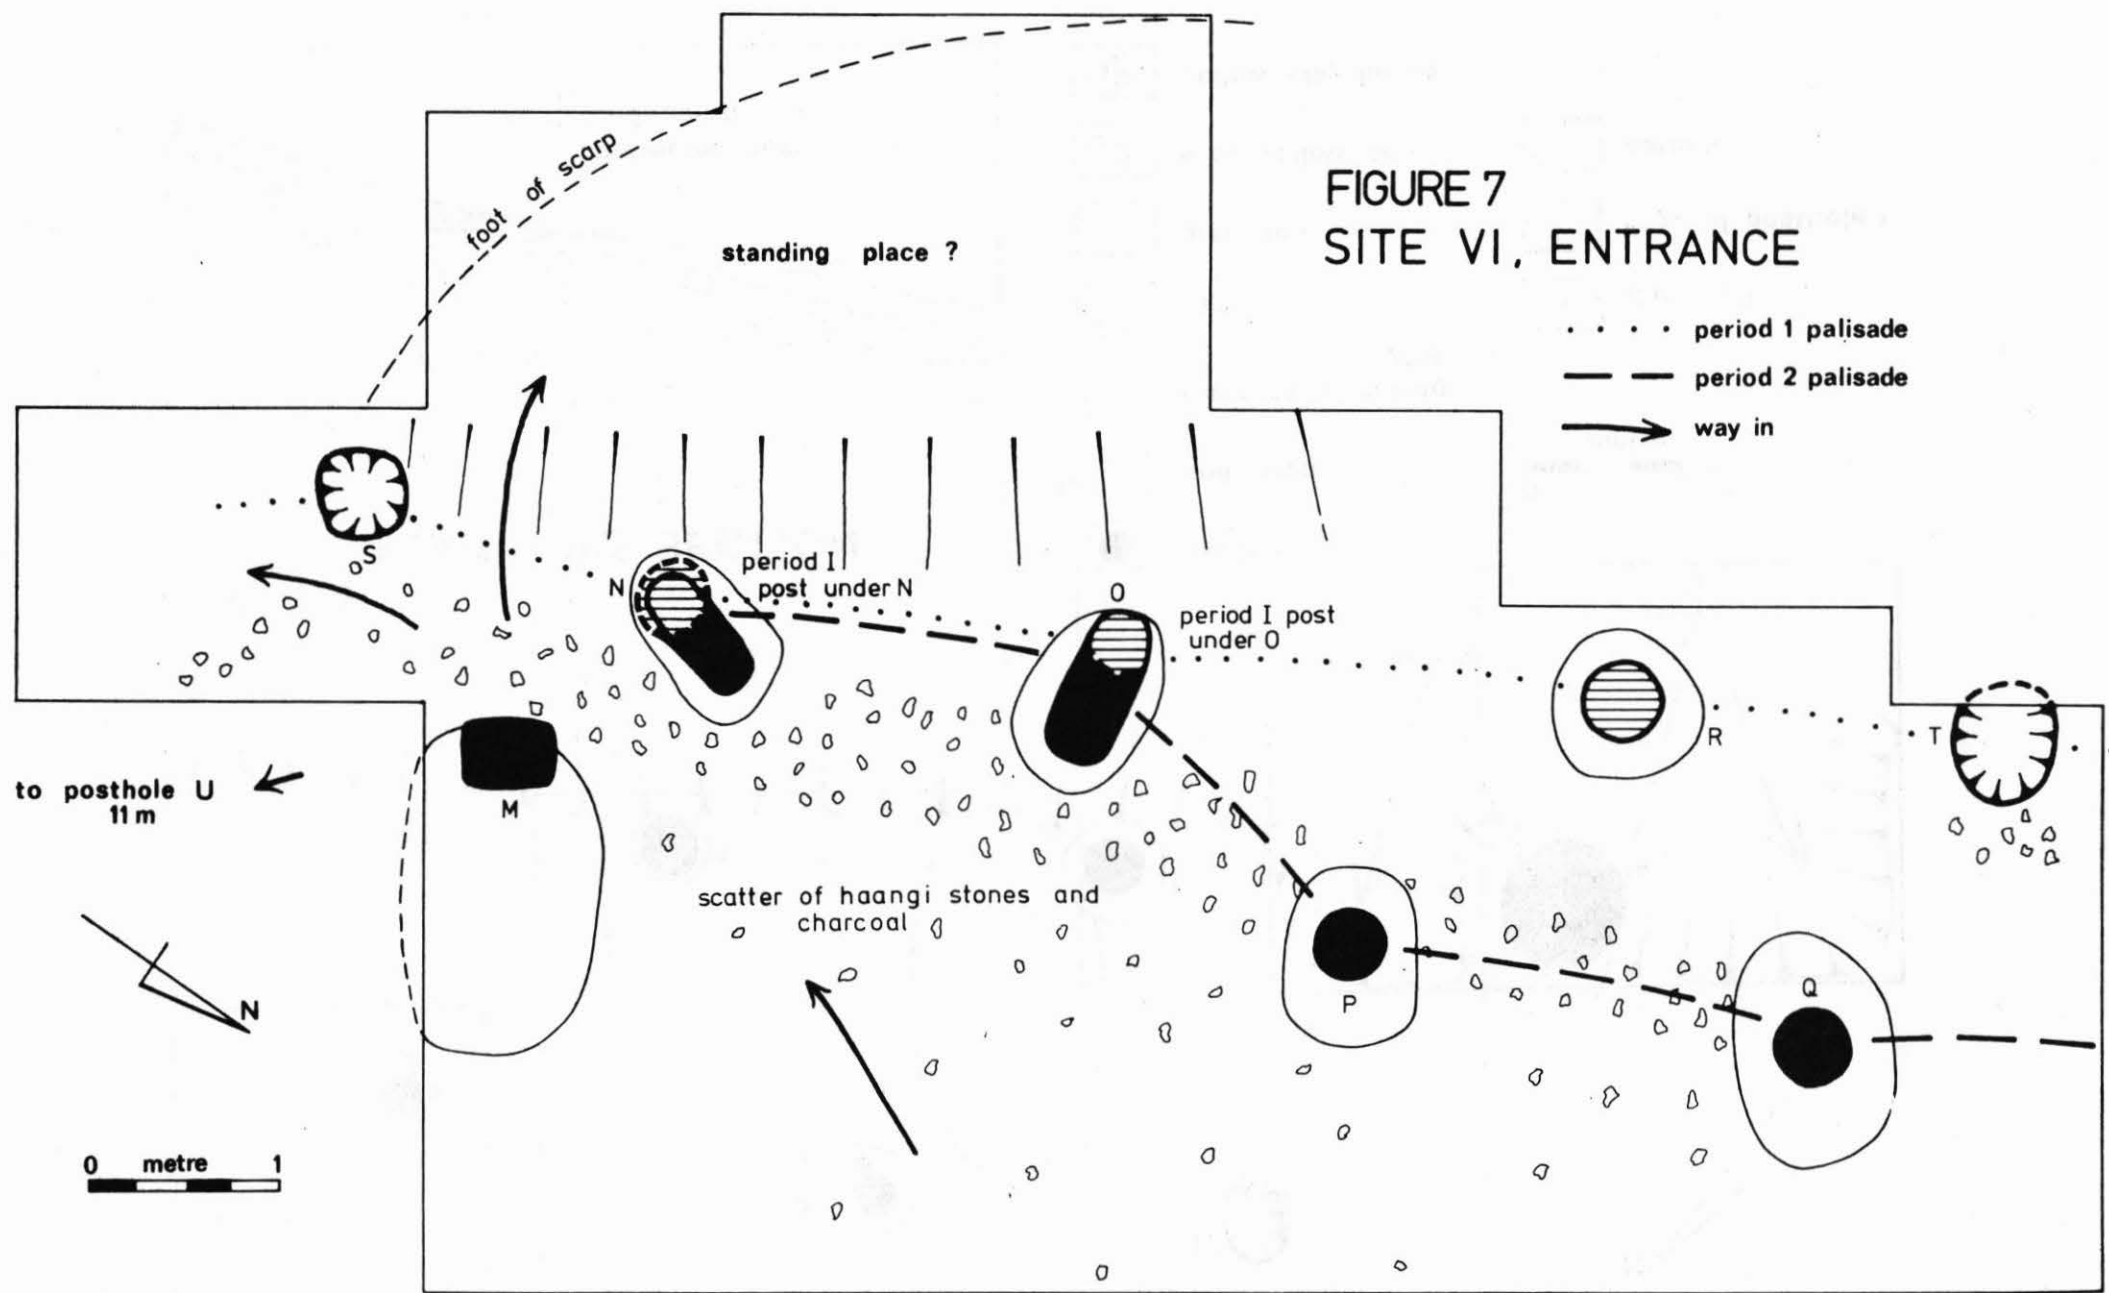 FIGURE 7
SITE VI, ENTRANCE
period 1 palisade
period 2 palisade
way in
foot of scarp
standing place ?
S
N
period I
post under N
O
period I post
under O
R
T
to posthole U
11 m
M
scatter of haangi stones and
charcoal
P
Q
N
0 metre 1